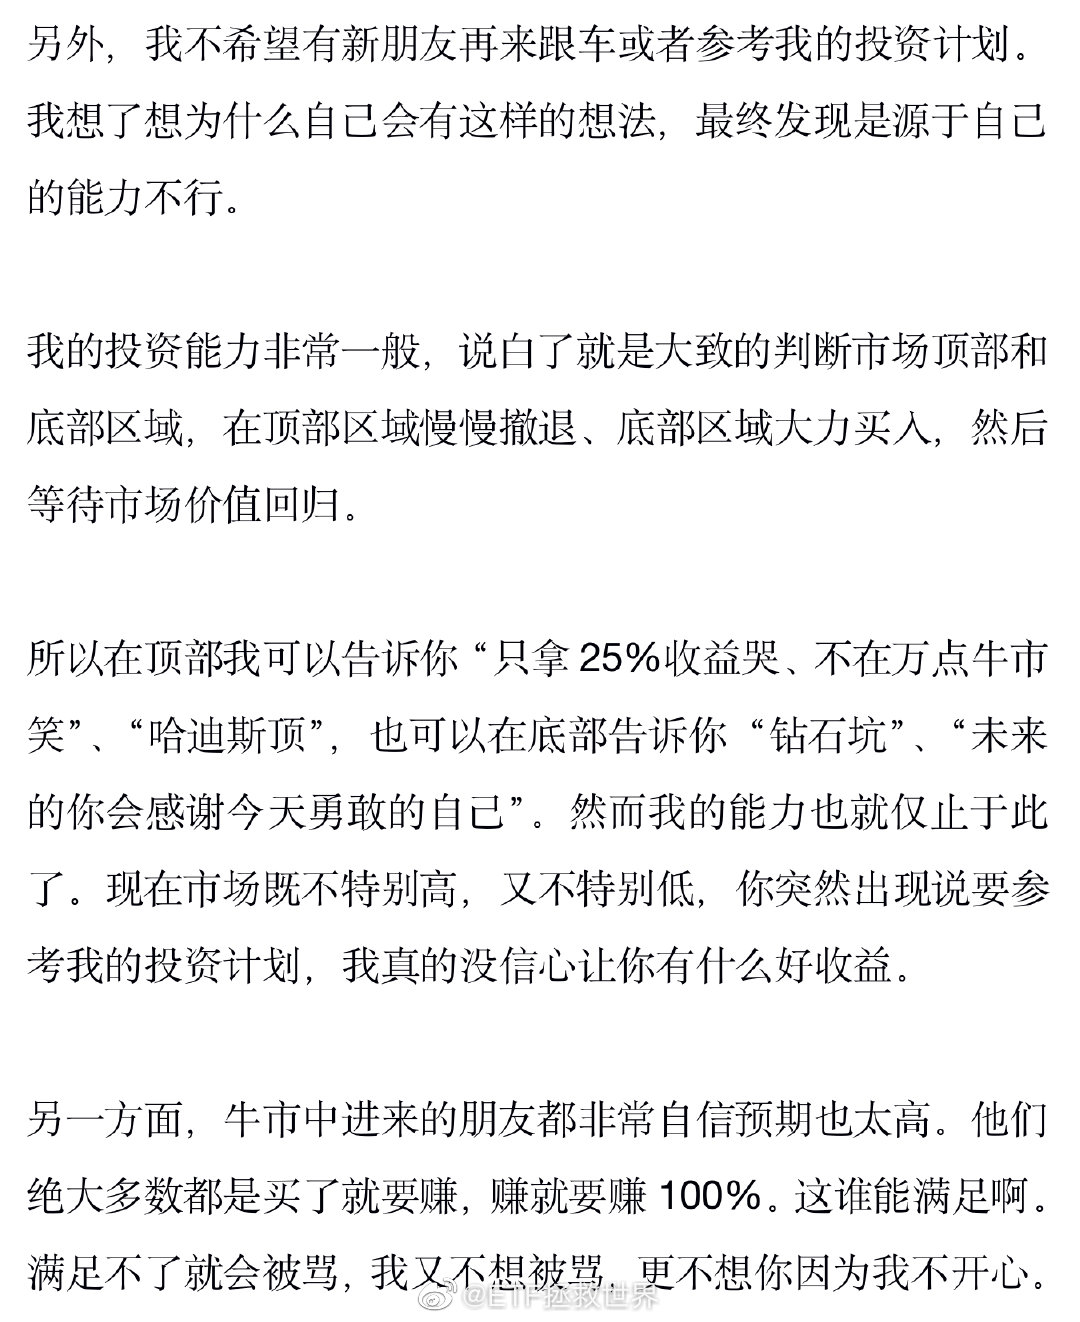 另外，我不希望有新朋友再来跟车或者参考我的投资计划。
我想了想为什么自己会有这样的想法，最终发现是源于自己
的能力不行。
我的投资能力非常一般，说白了就是大致的判断市场顶部和
底部区域，在顶部区域慢慢撤退、底部区域大力买入，然后
等待市场价值回归。
所以在顶部我可以告诉你“只拿 25%收益哭、不在万点牛市
笑”、“哈迪斯顶”，也可以在底部告诉你“钻石坑”、“未来
的你会感谢今天勇敢的自己”。然而我的能力也就仅止于此
了。现在市场既不特别高，又不特别低，你突然出现说要参
考我的投资计划，我真的没信心让你有什么好收益。
另一方面，牛市中进来的朋友都非常自信预期也太高。他们
绝大多数都是买了就要赚，赚就要赚 100%。这谁能满足啊。
满足不了就会被骂，我又不想被骂，更不想你因为我不开心。
@ETF拯救世界